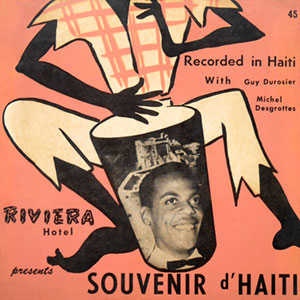 45
Recorded in Haiti
With Guy Durosier
Michel
Desgrottes
RIVIERA
Hotel
presents
SOUVENIR d'HAITI